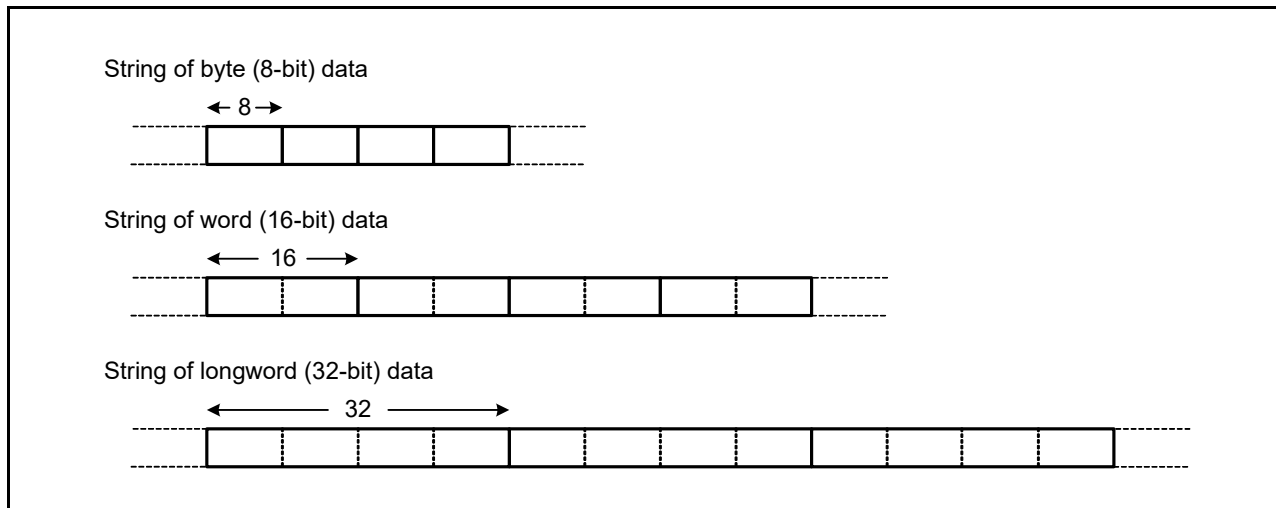 String of byte (8-bit) data
8
String of word (16-bit) data
16
String of longword (32-bit) data
32